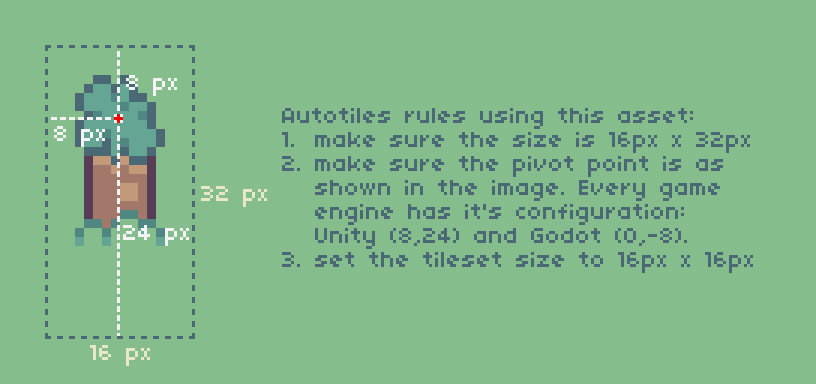 8 px
8 px
24 px
32 px
16 px
Autotiles rules using this asset:
1. make sure the size is 16px x 32px
2. make sure the pivot point is as
shown in the image. Every game
engine has it's configuration:
Unity (8,24) and Godot (0,-8).
3. set the tileset size to 16px x 16px